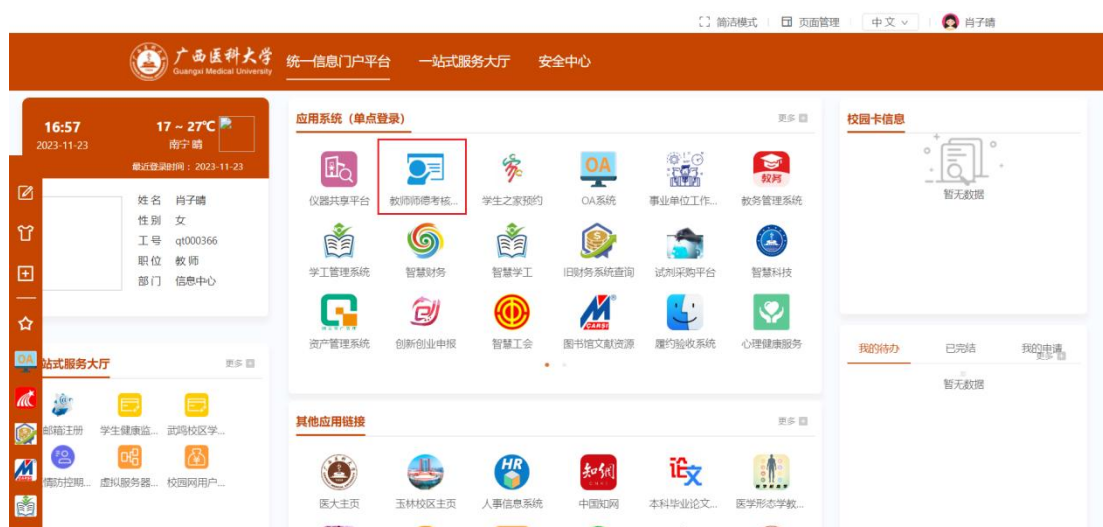 简洁模式 页面管理 中文 肖子晴
广西医科大学
Guangxi Medical University
统一信息门户平台 一站式服务大厅 安全中心
16:57
2023-11-23
17 ~ 27℃
南宁 晴
最近登录时间：2023-11-23
姓名 肖子晴
性别 女
工号 qt000366
职位 教师
部门 信息中心
站式服务大厅 更多
邮箱注册 学生健康监... 武鸣校区学...
情防控期... 虚拟服务器... 校园网用户...
OA
应用系统（单点登录） 更多
仪器共享平台 教师师德考核... 学生之家预约 OA系统 事业单位工作... 教务管理系统
OA
教务
学工管理系统 智慧财务 智慧学工 旧财务系统查询 试剂采购平台 智慧科技
CARSI
资产管理系统 创新创业申报 智慧工会 图书馆文献资源 履约验收系统 心理健康服务
其他应用链接 更多
HR
知网
论文
医大主页 玉林校区主页 人事信息系统 中国知网 本科毕业论文... 医学形态学教...
校园卡信息
暂无数据
我的待办 已完结 我的申请
更多
暂无数据